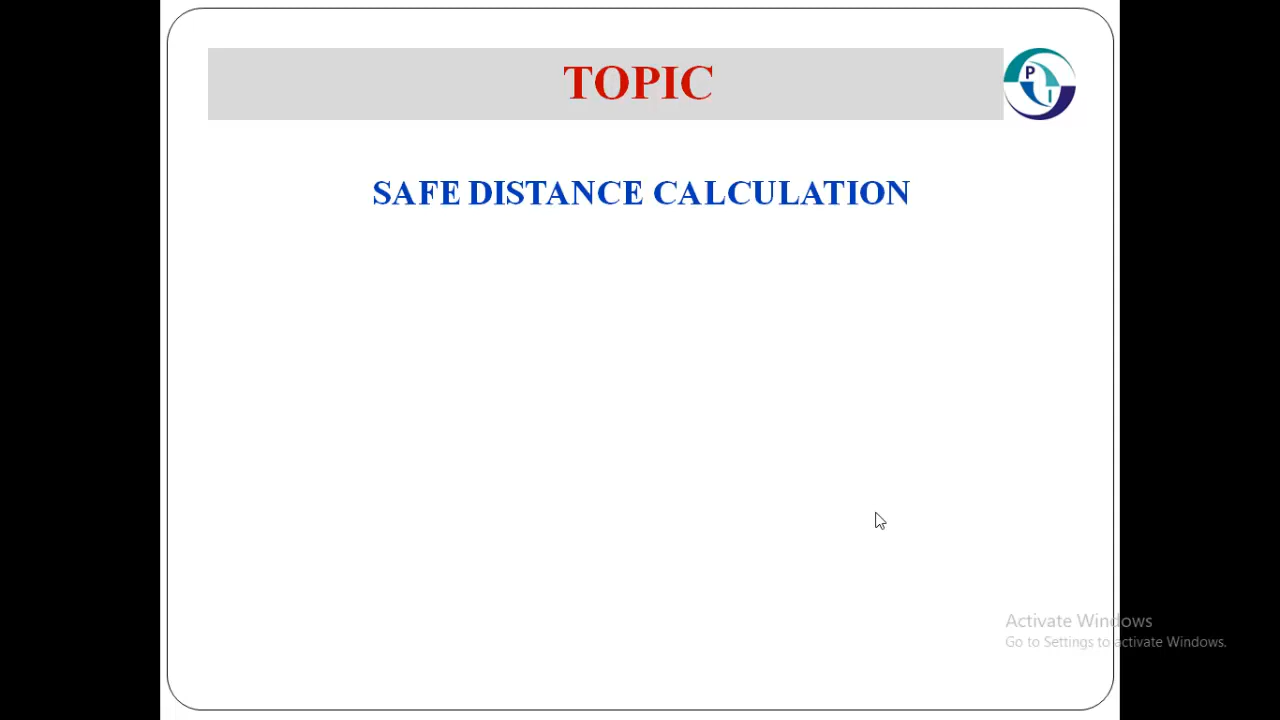 TOPIC
P
I
SAFE DISTANCE CALCULATION
Activate Windows
Go to Settings to activate Windows.